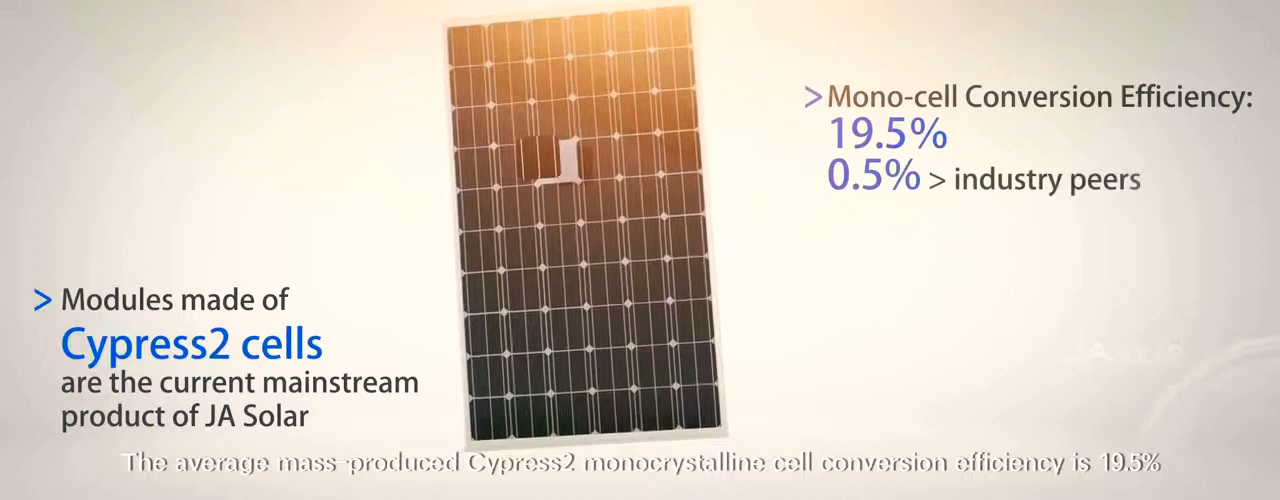 > Mono-cell Conversion Efficiency:
19.5%
0.5% > industry peers
> Modules made of
Cypress2 cells
are the current mainstream
product of JA Solar
The average mass-produced Cypress2 monocrystalline cell conversion efficiency is 19.5%